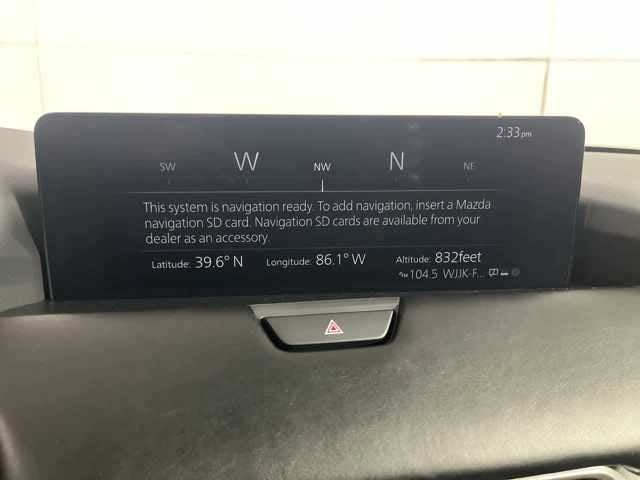 2:33 pm
SW W NW N NE
This system is navigation ready. To add navigation, insert a Mazda
navigation SD card. Navigation SD cards are available from your
dealer as an accessory.
Latitude: 39.6° N Longitude: 86.1° W Altitude: 832feet
FM 104.5 WJJK-F...